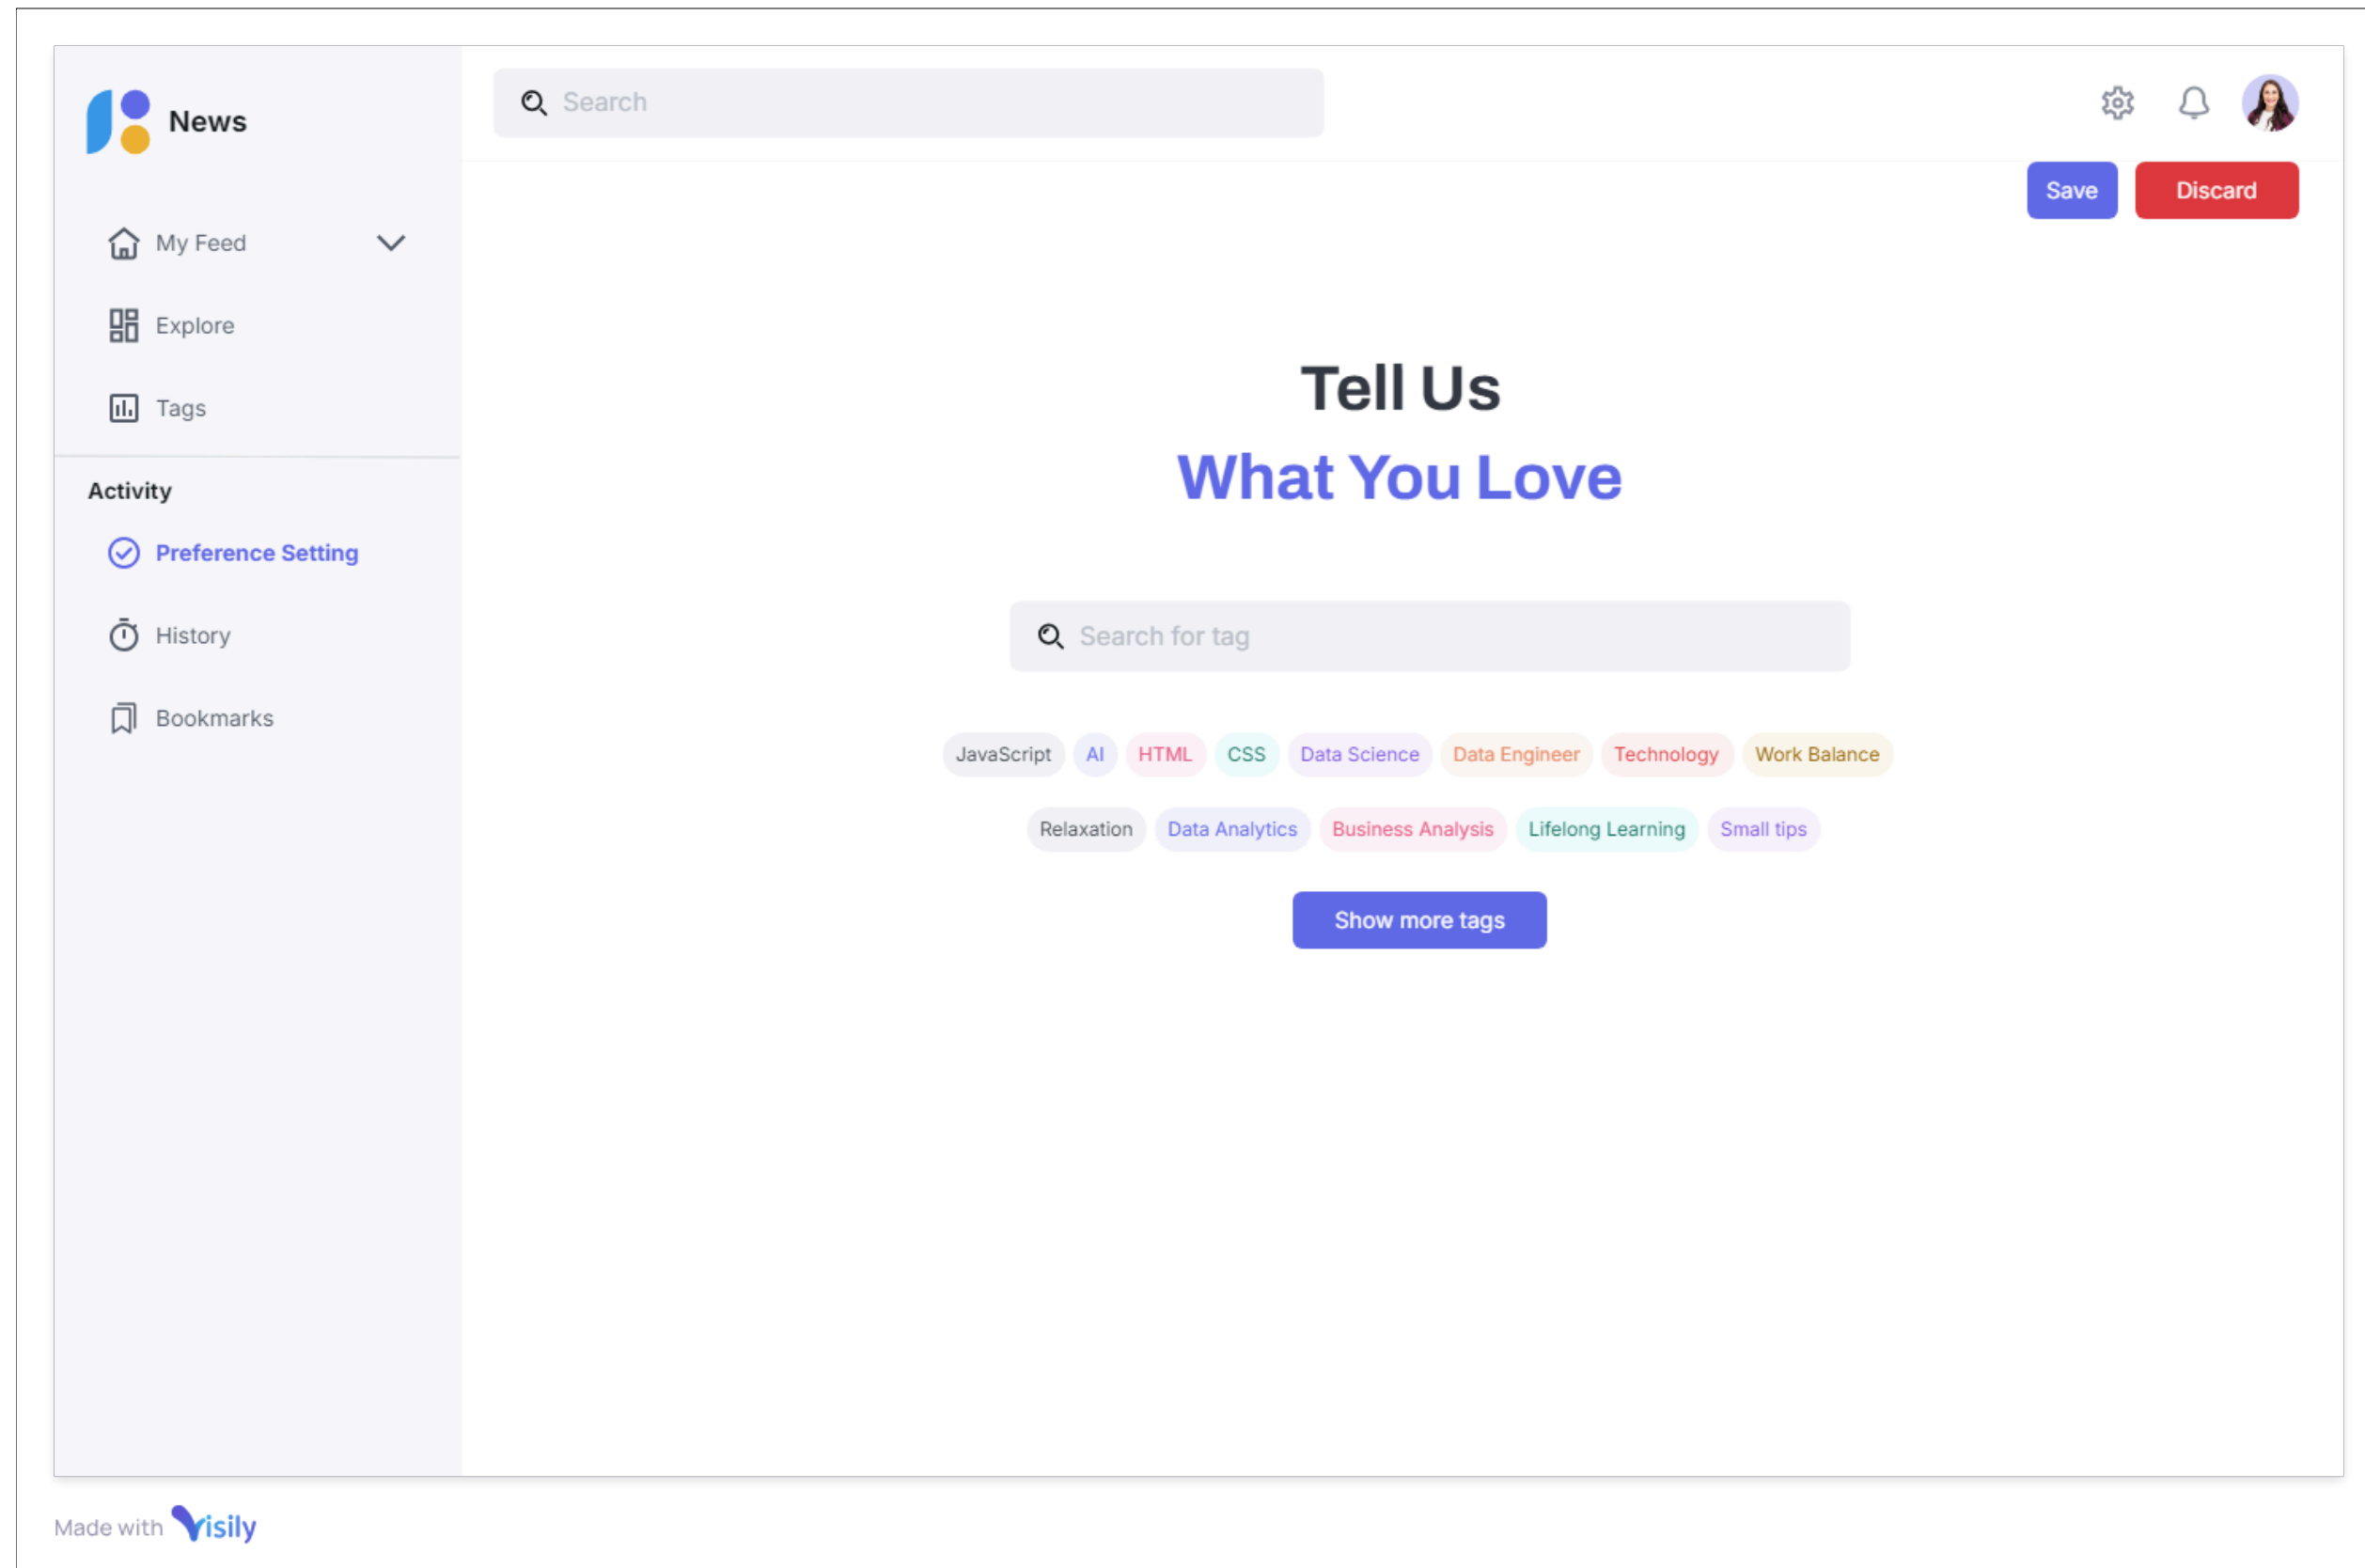 News
Search
Save Discard
My Feed
Explore
Tags
Activity
Preference Setting
History
Bookmarks
Tell Us
What You Love
Search for tag
JavaScript AI HTML CSS Data Science Data Engineer Technology Work Balance
Relaxation Data Analytics Business Analysis Lifelong Learning Small tips
Show more tags
Made with Visily